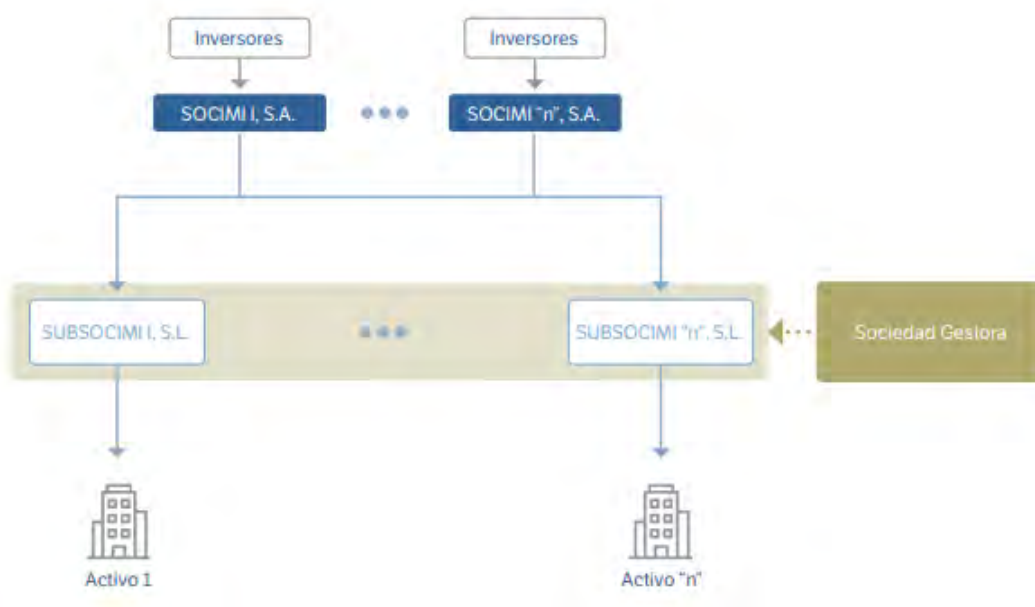 Inversores
Inversores
SOCIMI I, S.A.
SOCIMI "n", S.A.
SUBSOCIMI I, S.L.
SUBSOCIMI "n", S.L.
Sociedad Gestora
Activo 1
Activo "n"